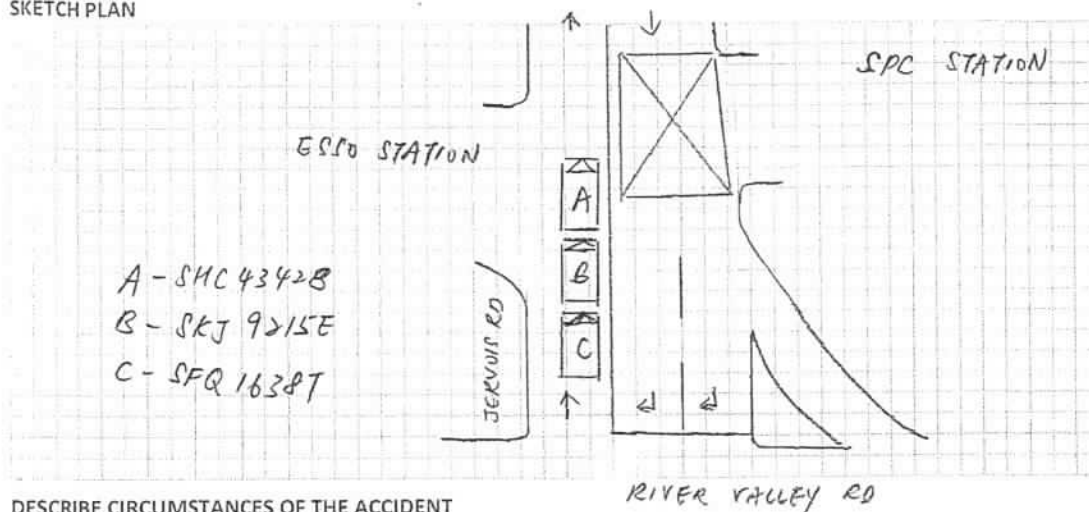 SKETCH PLAN
SPC STATION
ESSO STATION
A
B
C
A - SHC 4342B
B - SKJ 9215E
C - SFQ 1638T
JERVOIS RD
RIVER VALLEY RD
DESCRIBE CIRCUMSTANCES OF THE ACCIDENT